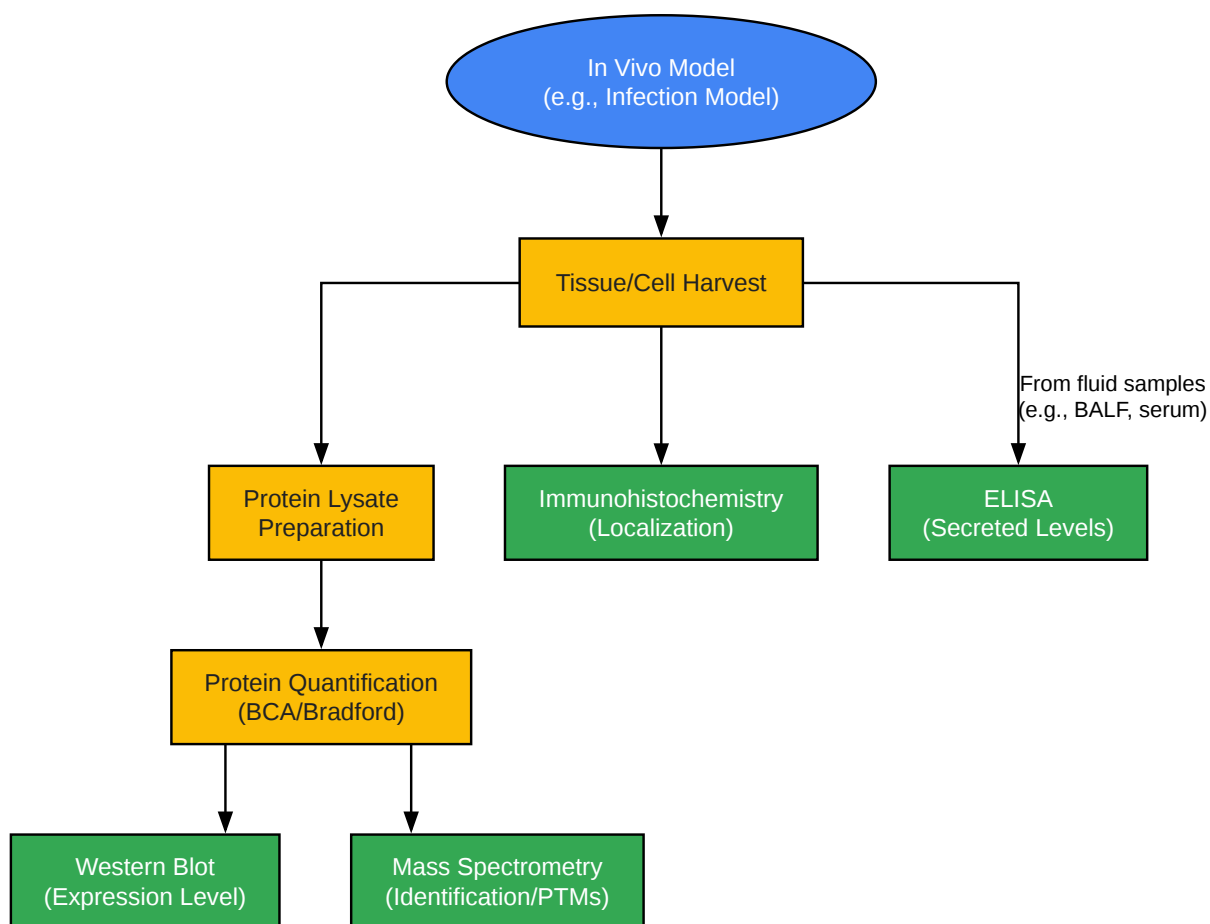 In Vivo Model
(e.g., Infection Model)
Tissue/Cell Harvest
From fluid samples
(e.g., BALF, serum)
Protein Lysate
Preparation
Immunohistochemistry
(Localization)
ELISA
(Secreted Levels)
Protein Quantification
(BCA/Bradford)
Western Blot
(Expression Level)
Mass Spectrometry
(Identification/PTMs)